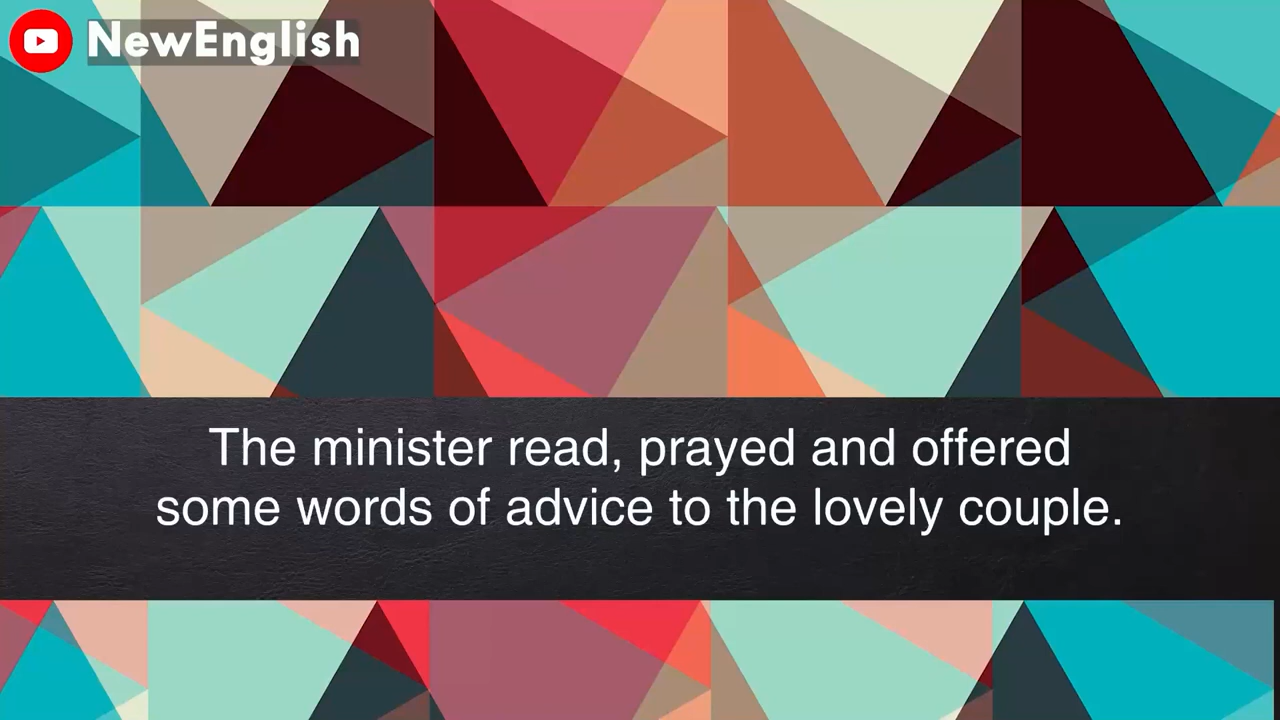 NewEnglish
The minister read, prayed and offered
some words of advice to the lovely couple.